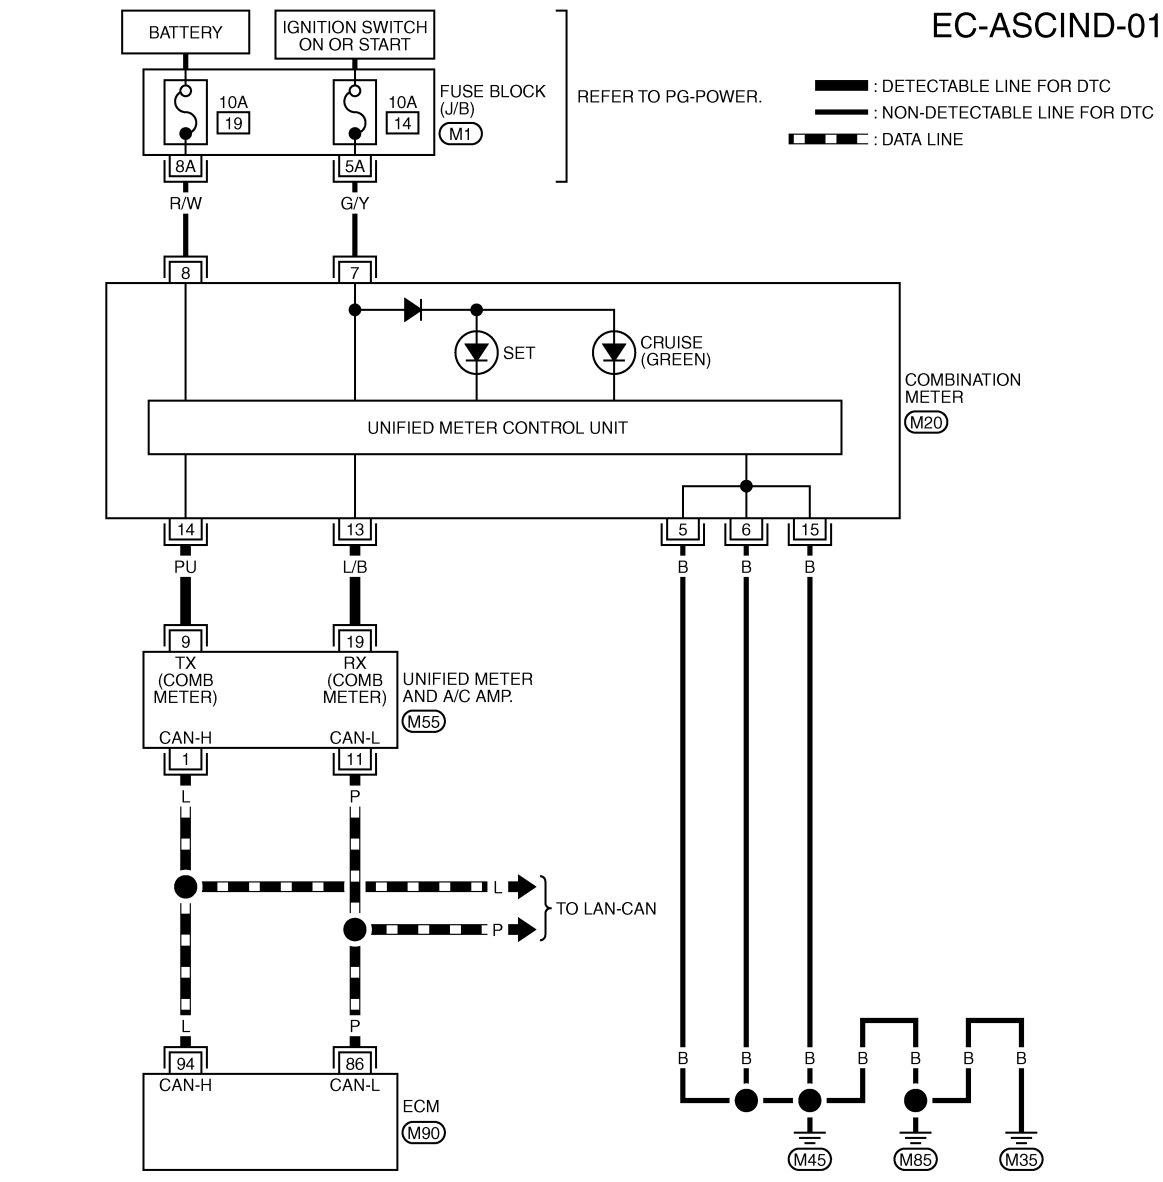 EC-ASCIND-01
BATTERY
IGNITION SWITCH
ON OR START
: DETECTABLE LINE FOR DTC
: NON-DETECTABLE LINE FOR DTC
: DATA LINE
10A
19
10A
14
FUSE BLOCK
(J/B)
M1
REFER TO PG-POWER.
8A
5A
R/W
G/Y
8
7
SET
CRUISE
(GREEN)
UNIFIED METER CONTROL UNIT
COMBINATION
METER
M20
14
13
5
6
15
PU
L/B
B
B
B
9
19
TX
(COMB
METER)
RX
(COMB
METER)
UNIFIED METER
AND A/C AMP.
M55
CAN-H
CAN-L
1
11
L
P
L
P
TO LAN-CAN
L
P
94
86
CAN-H
CAN-L
ECM
M90
B
B
B
B
B
B
B
M45
M85
M35